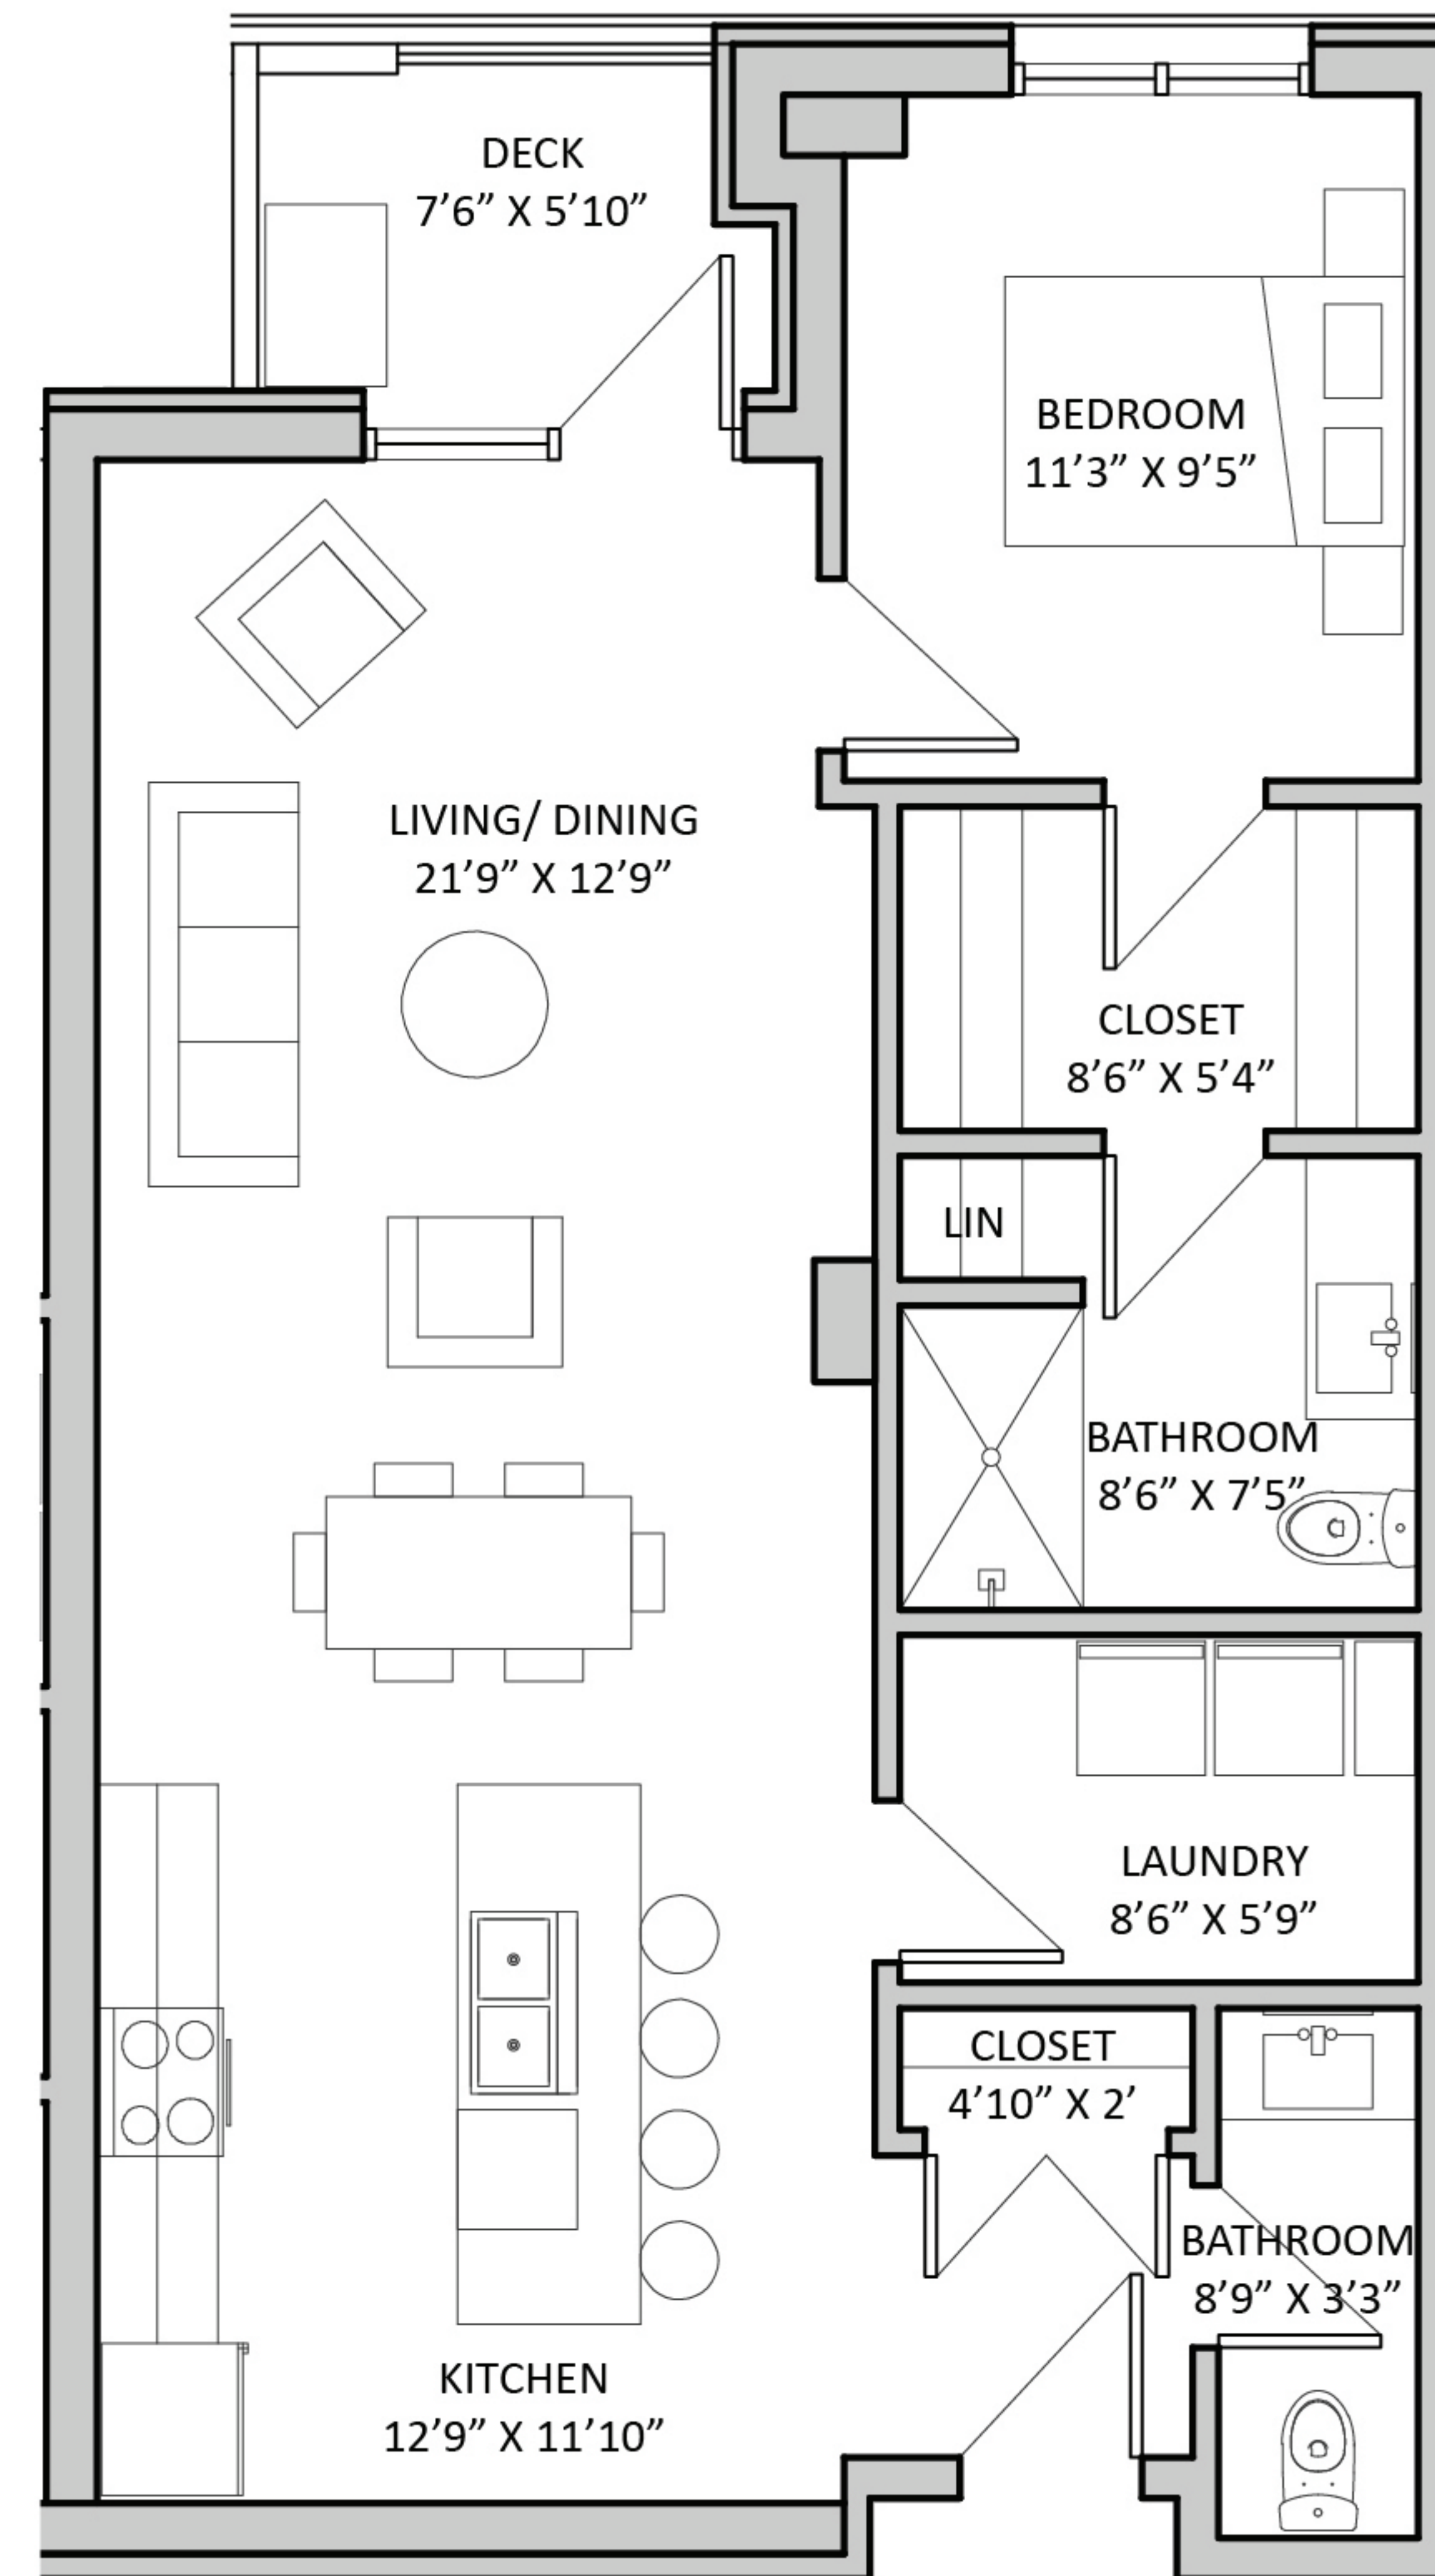 DECK
7’6” X 5’10”
BEDROOM
11’3” X 9’5”
LIVING/ DINING
21’9” X 12’9”
CLOSET
8’6” X 5’4”
LIN
BATHROOM
8’6” X 7’5”
LAUNDRY
8’6” X 5’9”
CLOSET
4’10” X 2’
BATHROOM
8’9” X 3’3”
KITCHEN
12’9” X 11’10”